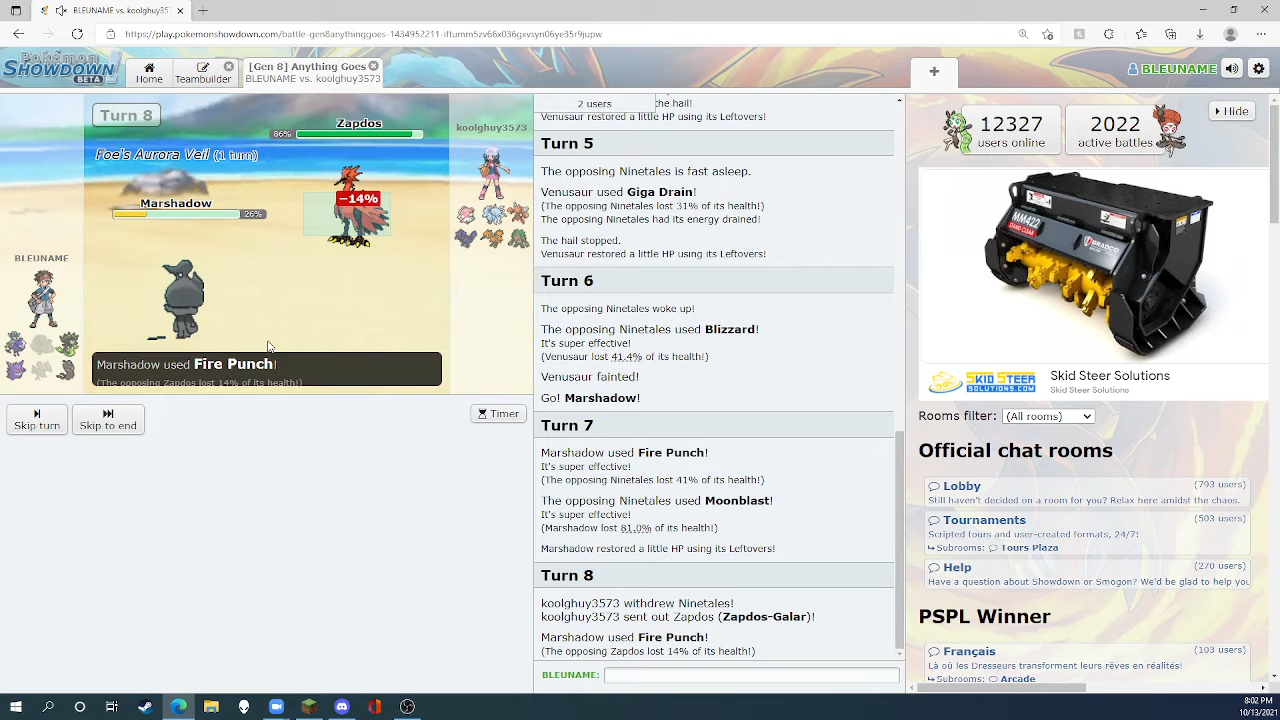 BLEUNAME vs. koolghuy357
https://play.pokemonshowdown.com/battle-gen8anythinggoes-1434952211-iftumm5zv66x036gxvsyn06ye35r9jupw
Pokémon
SHOWDOWN
BETA
Home
Teambuilder
[Gen 8] Anything Goes
BLEUNAME vs. koolghuy3573
+
BLEUNAME
Turn 8
Zapdos
86%
Foe's Aurora Veil (1 turn)
-14%
Marshadow
26%
koolghuy3573
BLEUNAME
Marshadow used Fire Punch!
(The opposing Zapdos lost 14% of its health!)
Skip turn
Skip to end
Timer
2 users
the hail!
Venusaur restored a little HP using its Leftovers!
Turn 5
The opposing Ninetales is fast asleep.
Venusaur used Giga Drain!
(The opposing Ninetales lost 31% of its health!)
The opposing Ninetales had its energy drained!
The hail stopped.
Venusaur restored a little HP using its Leftovers!
Turn 6
The opposing Ninetales woke up!
The opposing Ninetales used Blizzard!
It's super effective!
(Venusaur lost 41.4% of its health!)
Venusaur fainted!
Go! Marshadow!
Turn 7
Marshadow used Fire Punch!
It's super effective!
(The opposing Ninetales lost 41% of its health!)
The opposing Ninetales used Moonblast!
It's super effective!
(Marshadow lost 81.0% of its health!)
Marshadow restored a little HP using its Leftovers!
Turn 8
koolghuy3573 withdrew Ninetales!
koolghuy3573 sent out Zapdos (Zapdos-Galar)!
Marshadow used Fire Punch!
(The opposing Zapdos lost 14% of its health!)
BLEUNAME:
12327
users online
2022
active battles
Hide
MM422
BRADCO
SKID STEER
SOLUTIONS.COM
Skid Steer Solutions
Skid Steer Solutions
Rooms filter: (All rooms)
Official chat rooms
Lobby (793 users)
Still haven't decided on a room for you? Relax here amidst the chaos.
Tournaments (503 users)
Scripted tours and user-created formats, 24/7!
Subrooms: Tours Plaza
Help (270 users)
Have a question about Showdown or Smogon? We'd be glad to help you
PSPL Winner
Français (103 users)
Là où les Dresseurs transforment leurs rêves en réalités!
Subrooms: Arcade
8:02 PM
10/13/2021